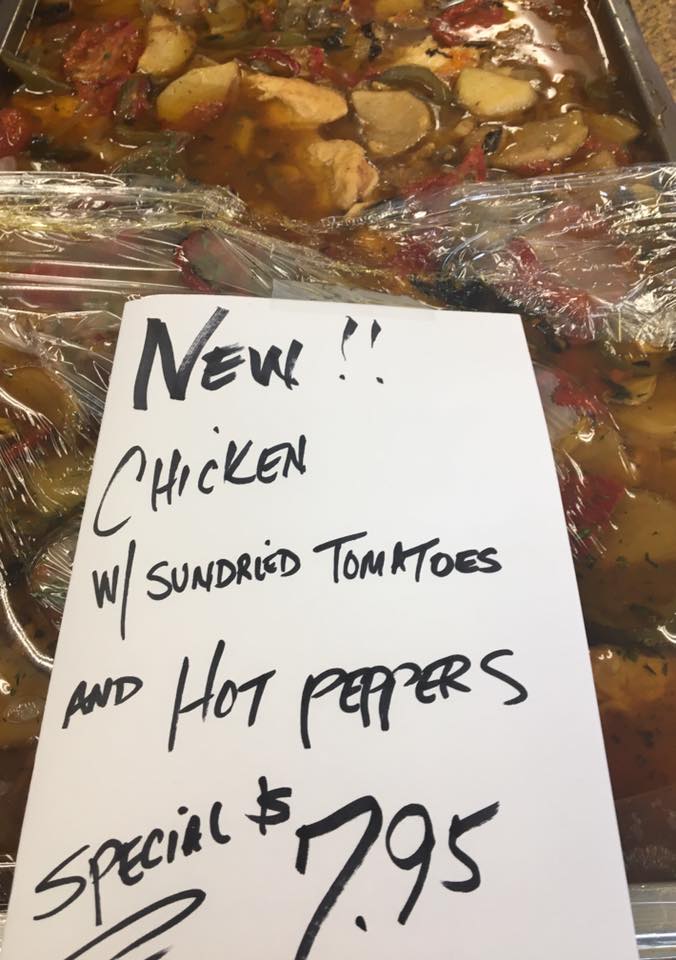 NEW !!
CHiCKEN
W/ SUNDRIED TOMATOES
AND HOT PEPPERS
SPECiAL $ 7.95